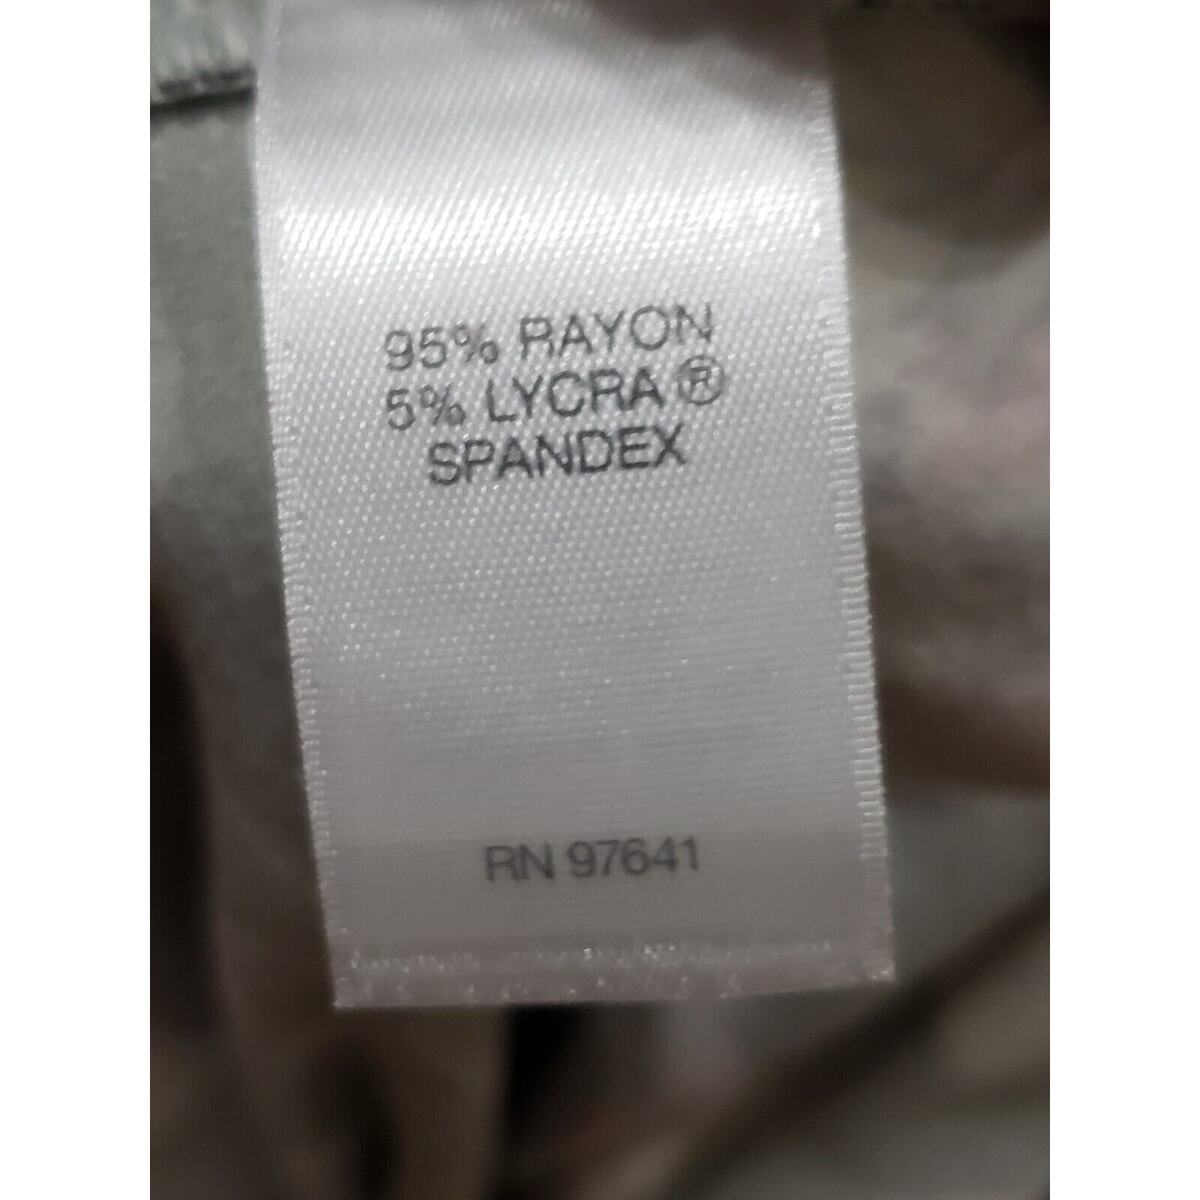 95% RAYON
5% LYCRA ®
SPANDEX
RN 97641